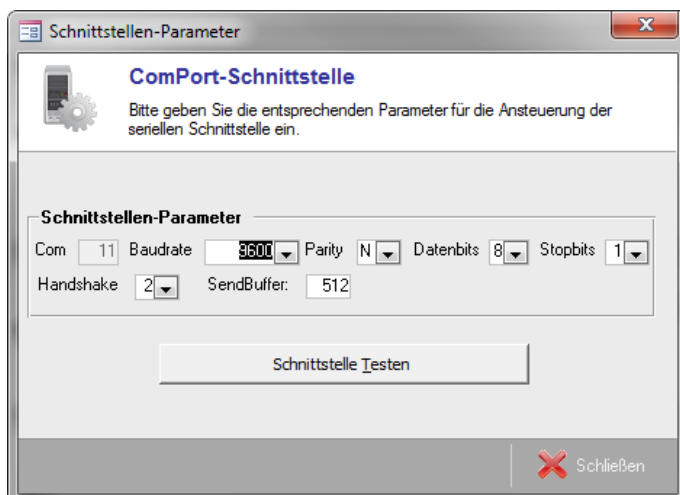 Schnittstellen-Parameter
ComPort-Schnittstelle
Bitte geben Sie die entsprechenden Parameter für die Ansteuerung der
seriellen Schnittstelle ein.
Schnittstellen-Parameter
Com 11 Baudrate 9600 Parity N Datenbits 8 Stopbits 1
Handshake 2 SendBuffer: 512
Schnittstelle Testen
Schließen